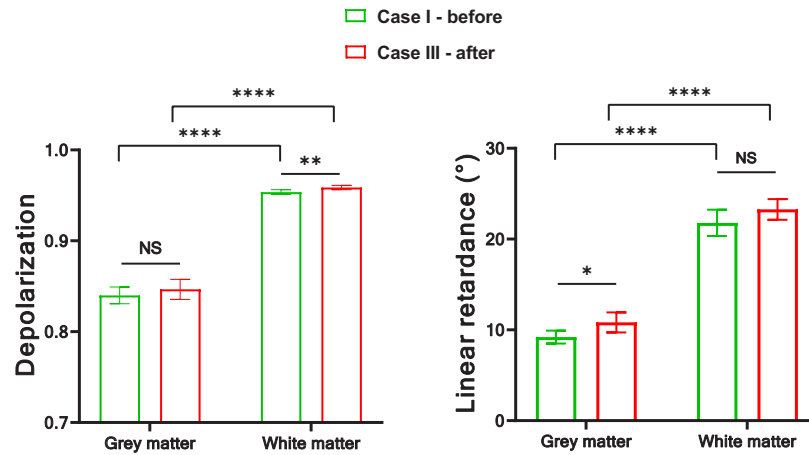 Case I - before
Case III - after
****
****
**
NS
1.0
0.9
0.8
0.7
Depolarization
Grey matter
White matter
****
****
NS
*
30
20
10
0
Linear retardance (°)
Grey matter
White matter